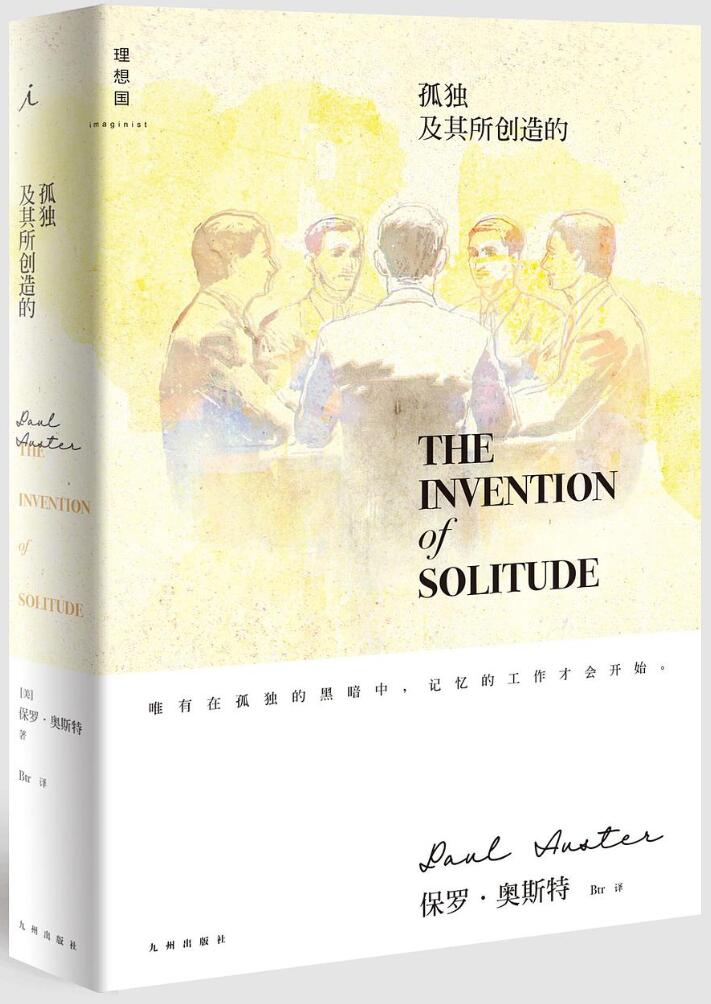 i
孤独
及其所创造的
Paul
Auster
THE
INVENTION
of
SOLITUDE
[美]
保罗·奥斯特
著
Btr 译
九州出版社
理想国
imaginist
孤独
及其所创造的
THE
INVENTION
of
SOLITUDE
唯有在孤独的黑暗中，记忆的工作才会开始。
Paul Auster
保罗·奥斯特 Btr 译
九州出版社